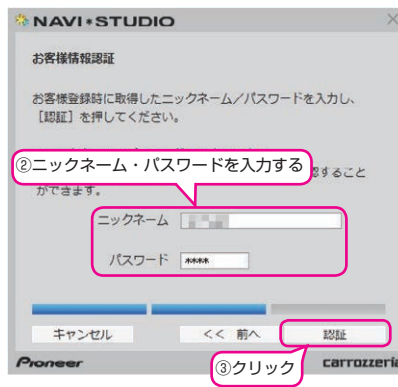 NAVI*STUDIO
お客様情報認証
お客様登録時に取得したニックネーム／パスワードを入力し、
［認証］を押してください。
②ニックネーム・パスワードを入力する
すること
ができます。
ニックネーム
パスワード ****
キャンセル << 前へ 認証
③クリック
Pioneer carrozzeria